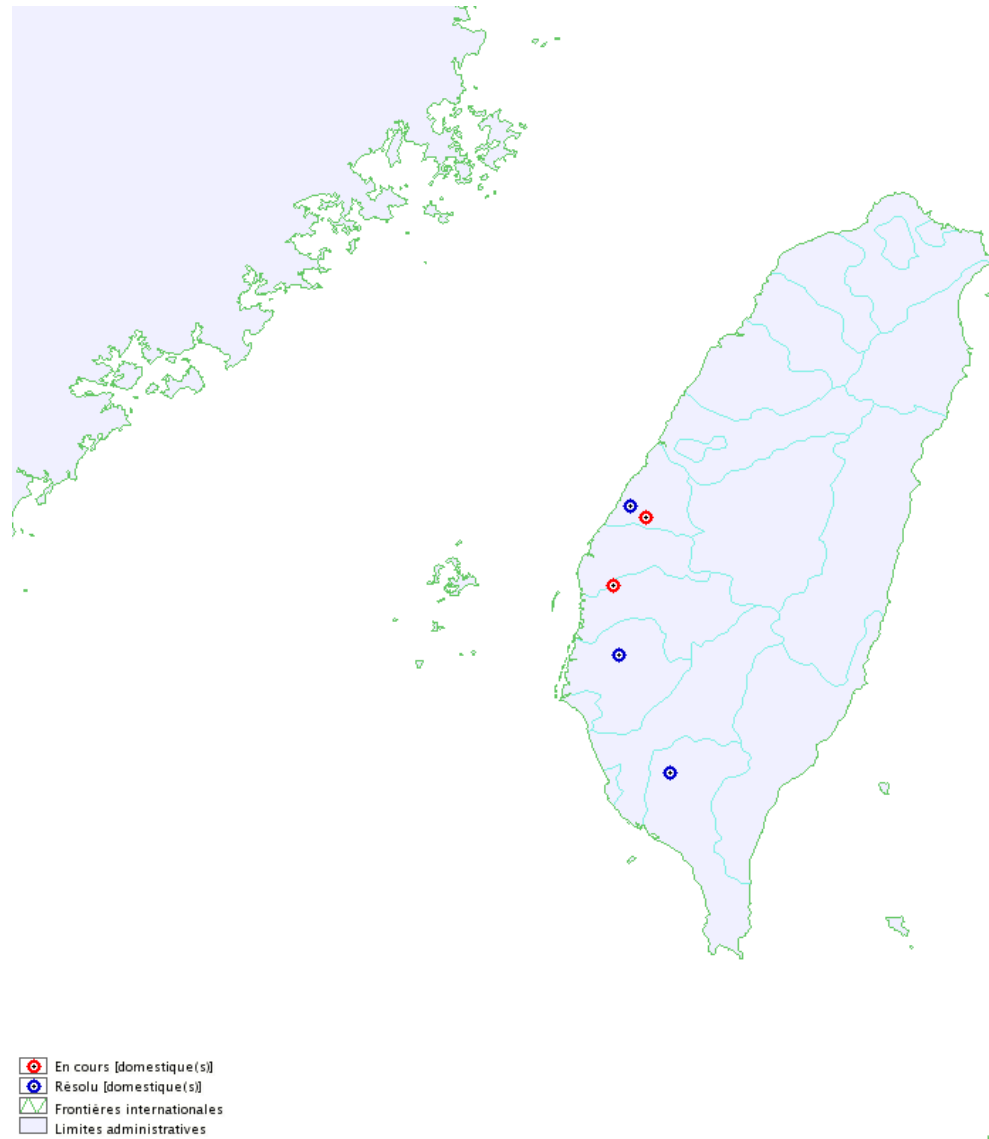 En cours [domestique(s)]
Résolu [domestique(s)]
Frontières internationales
Limites administratives